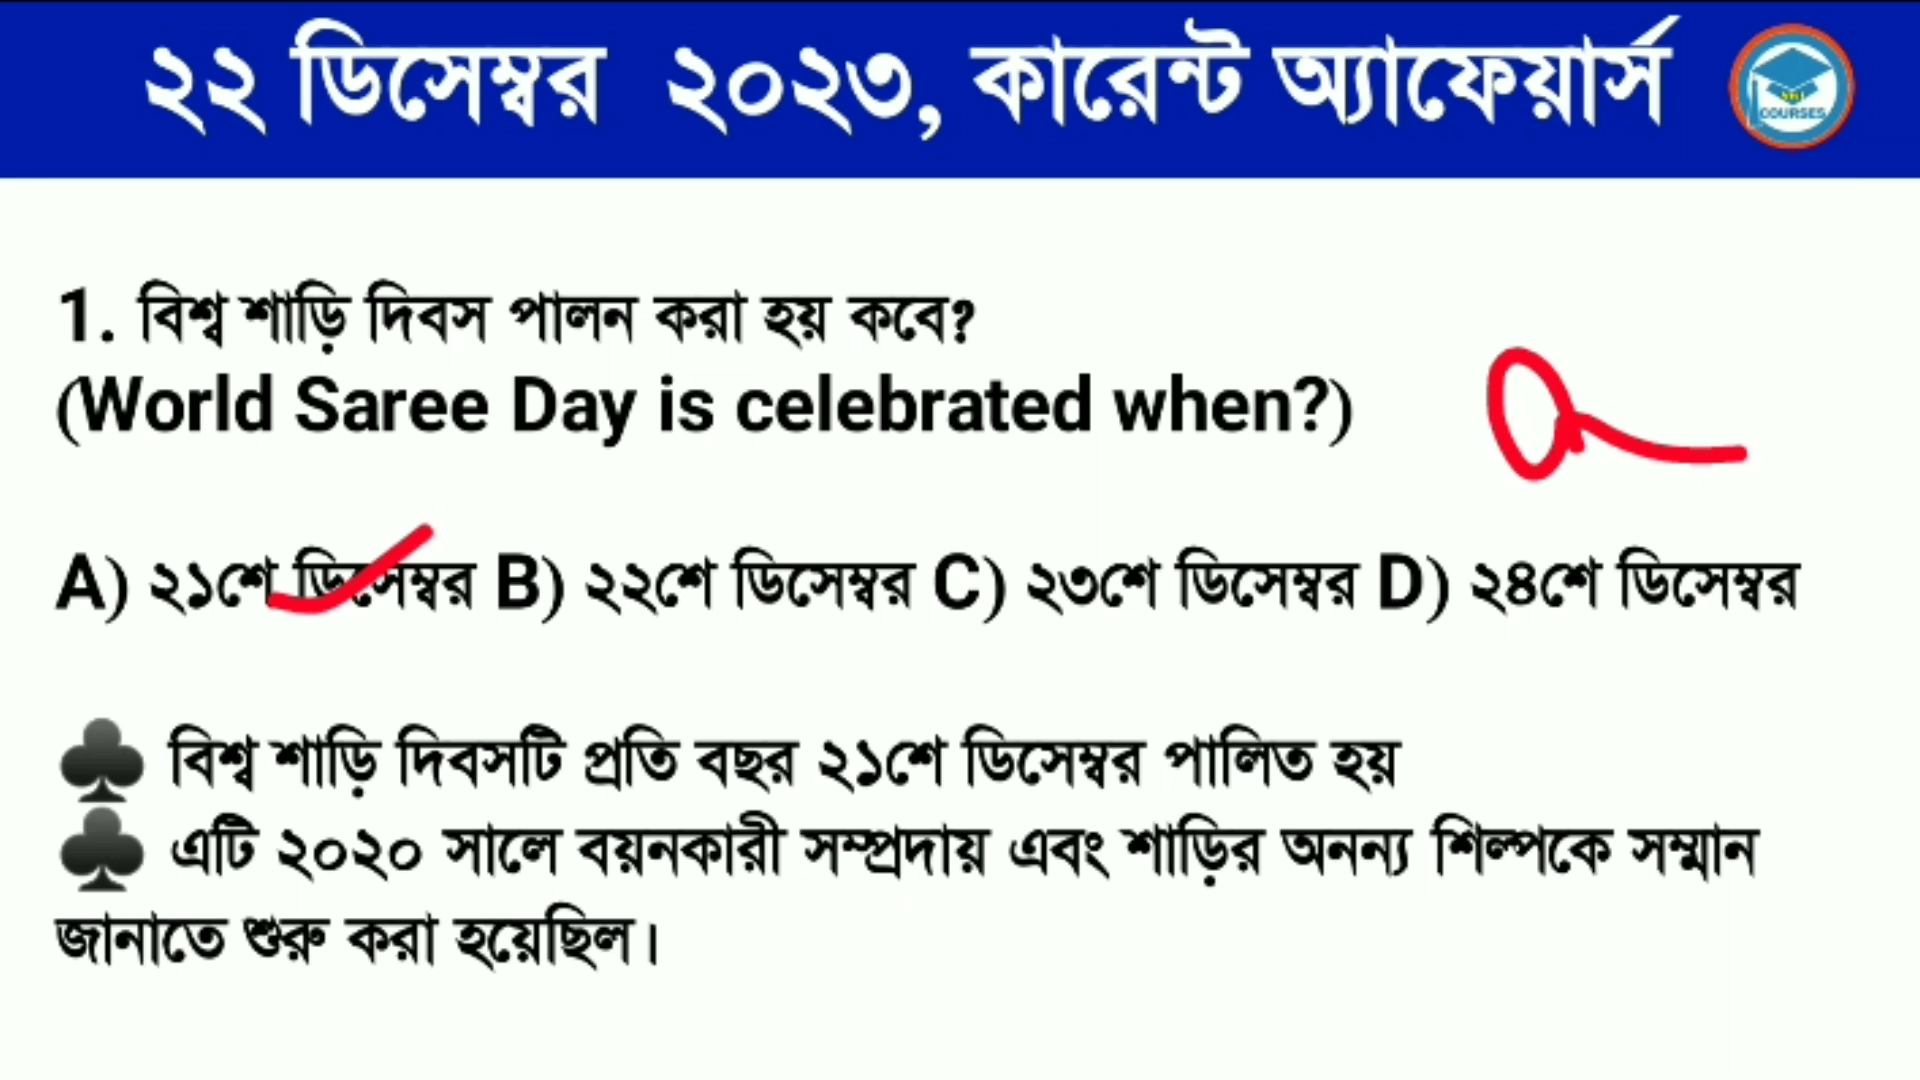 ২২ ডিসেম্বর ২০২৩, কারেন্ট অ্যাফেয়ার্স
COURSES
1. বিশ্ব শাড়ি দিবস পালন করা হয় কবে?
(World Saree Day is celebrated when?)
A) ২১শে ডিসেম্বর B) ২২শে ডিসেম্বর C) ২৩শে ডিসেম্বর D) ২৪শে ডিসেম্বর
♣ বিশ্ব শাড়ি দিবসটি প্রতি বছর ২১শে ডিসেম্বর পালিত হয়
♣ এটি ২০২০ সালে বয়নকারী সম্প্রদায় এবং শাড়ির অনন্য শিল্পকে সম্মান
জানাতে শুরু করা হয়েছিল।